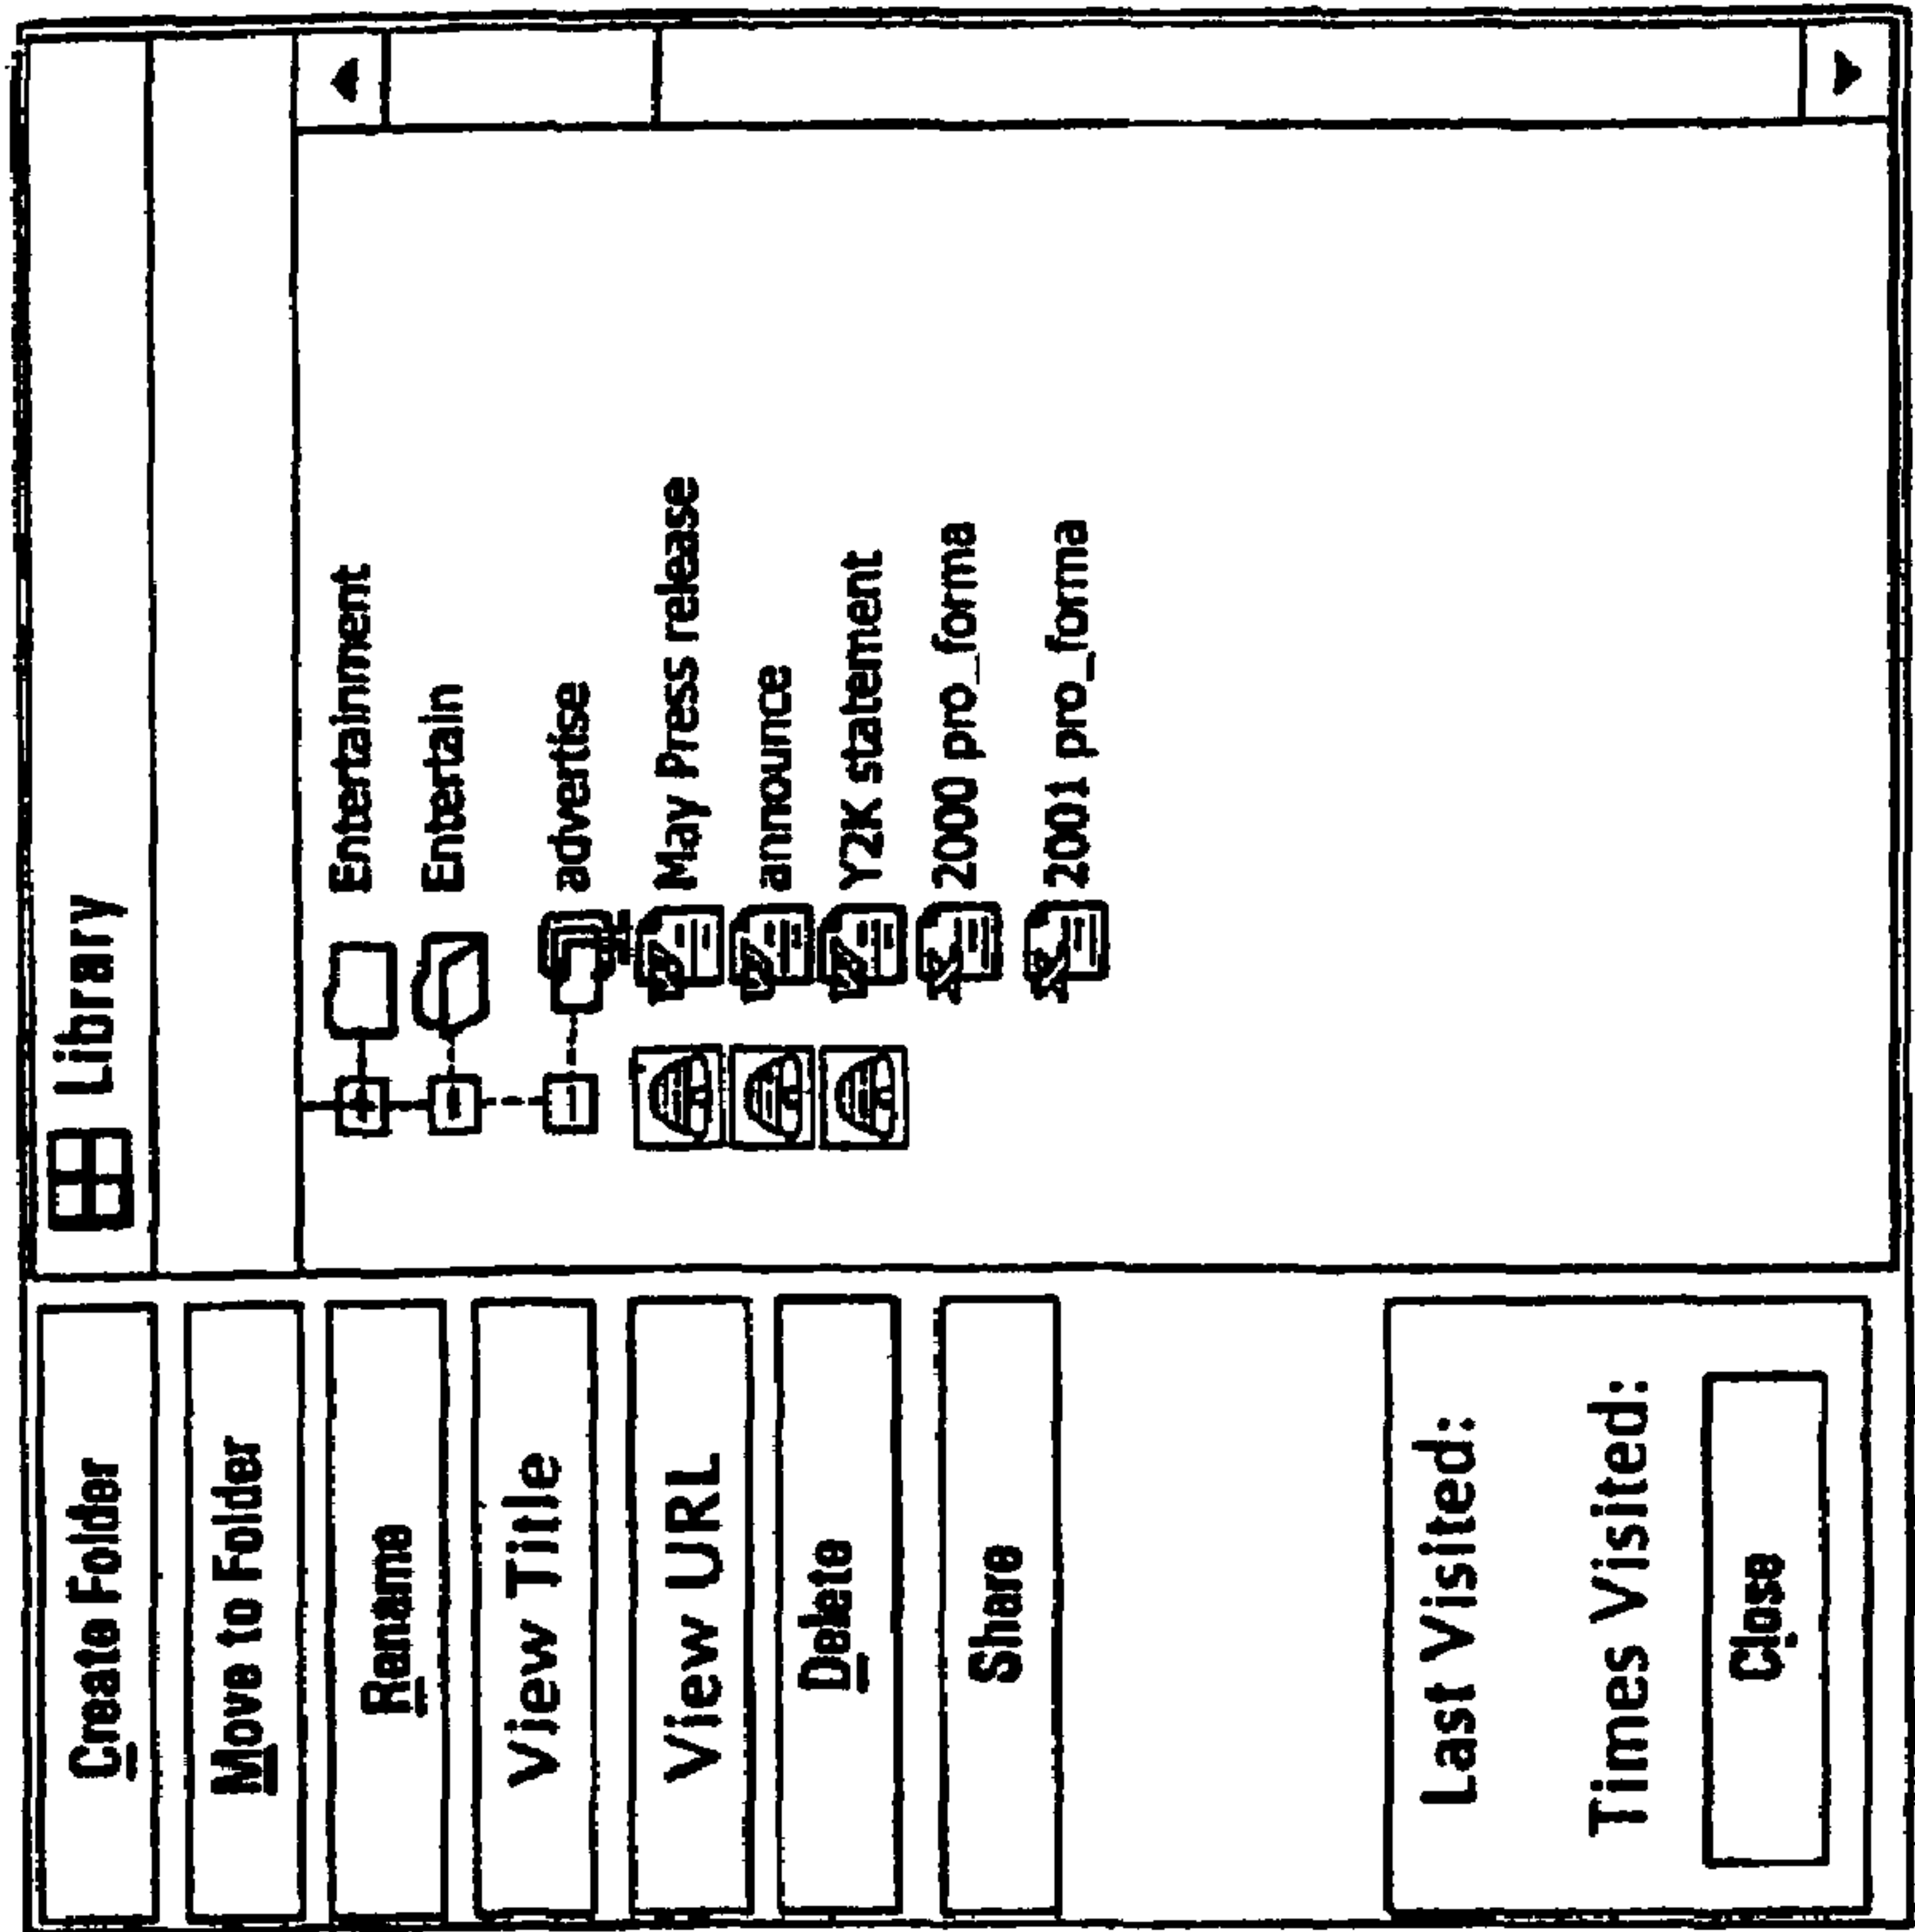 Create Folder
Move to Folder
Rename
View Title
View URL
Delete
Share
Last Visited:
Times Visited:
Close
Library
Entertainment
Entertain
advertise
May Press release
announce
Y2K statement
2000 pro_forma
2001 pro_forma